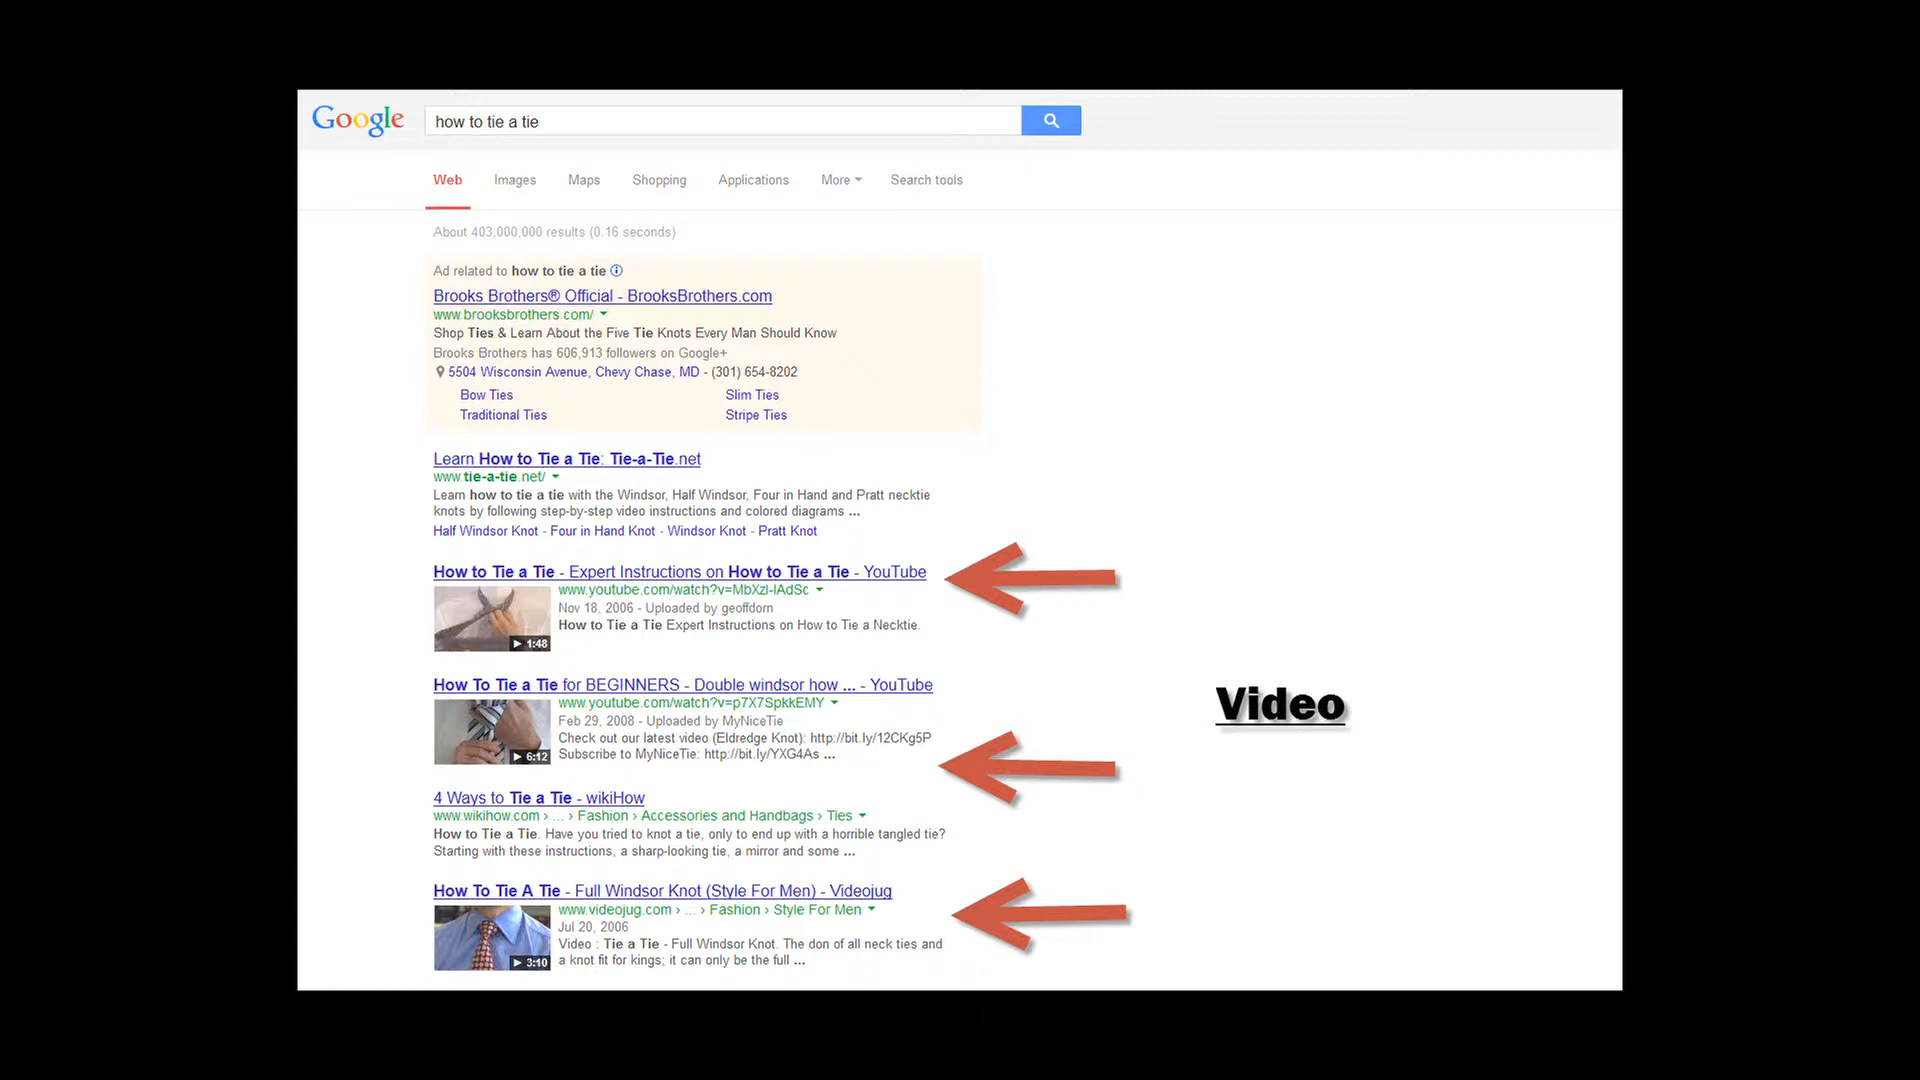 Google
how to tie a tie
Web Images Maps Shopping Applications More Search tools
About 403,000,000 results (0.16 seconds)
Ad related to how to tie a tie
Brooks Brothers® Official - BrooksBrothers.com
www.brooksbrothers.com/
Shop Ties & Learn About the Five Tie Knots Every Man Should Know
Brooks Brothers has 606,913 followers on Google+
5504 Wisconsin Avenue, Chevy Chase, MD - (301) 654-8202
Bow Ties Slim Ties
Traditional Ties Stripe Ties
Learn How to Tie a Tie: Tie-a-Tie.net
www.tie-a-tie.net/
Learn how to tie a tie with the Windsor, Half Windsor, Four in Hand and Pratt necktie
knots by following step-by-step video instructions and colored diagrams ...
Half Windsor Knot - Four in Hand Knot - Windsor Knot - Pratt Knot
How to Tie a Tie - Expert Instructions on How to Tie a Tie - YouTube
www.youtube.com/watch?v=MbXzI-IAdSc
Nov 18, 2006 - Uploaded by geoffdorn
How to Tie a Tie Expert Instructions on How to Tie a Necktie.
1:48
How To Tie a Tie for BEGINNERS - Double windsor how ... - YouTube
www.youtube.com/watch?v=p7X7SpkkEMY
Feb 29, 2008 - Uploaded by MyNiceTie
Check out our latest video (Eldredge Knot): http://bit.ly/12CKg5P
Subscribe to MyNiceTie: http://bit.ly/YXG4As ...
6:12
Video
4 Ways to Tie a Tie - wikiHow
www.wikihow.com › ... › Fashion › Accessories and Handbags › Ties
How to Tie a Tie. Have you tried to knot a tie, only to end up with a horrible tangled tie?
Starting with these instructions, a sharp-looking tie, a mirror and some ...
How To Tie A Tie - Full Windsor Knot (Style For Men) - Videojug
www.videojug.com › ... › Fashion › Style For Men
Jul 20, 2006
Video : Tie a Tie - Full Windsor Knot. The don of all neck ties and
a knot fit for kings; it can only be the full ...
3:10